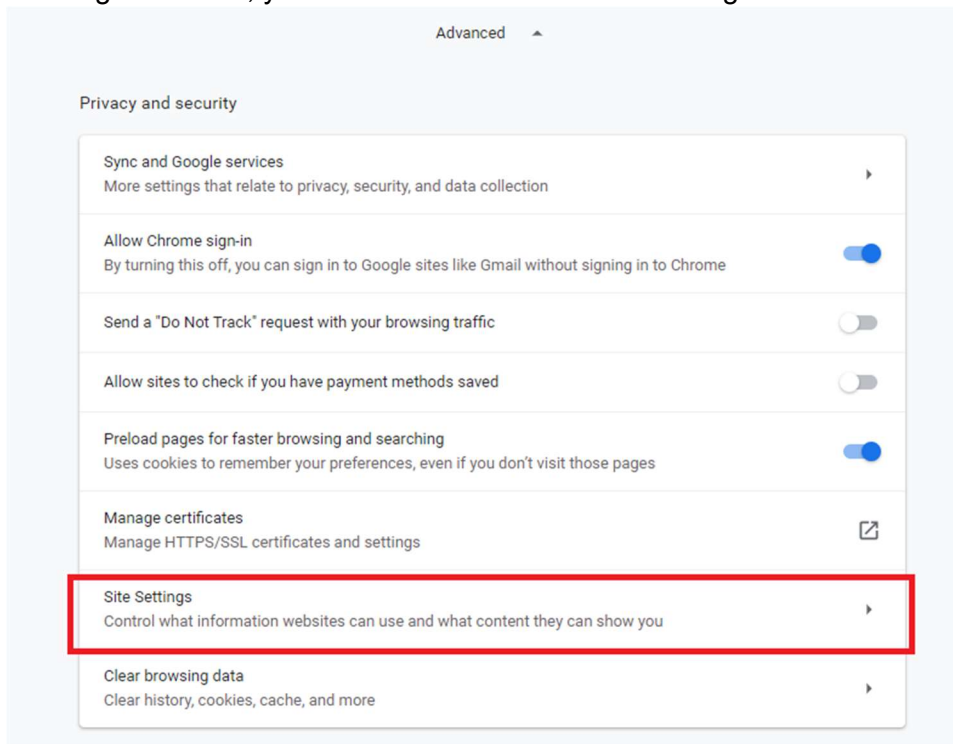 Advanced
Privacy and security
Sync and Google services
More settings that relate to privacy, security, and data collection
Allow Chrome sign-in
By turning this off, you can sign in to Google sites like Gmail without signing in to Chrome
Send a "Do Not Track" request with your browsing traffic
Allow sites to check if you have payment methods saved
Preload pages for faster browsing and searching
Uses cookies to remember your preferences, even if you don't visit those pages
Manage certificates
Manage HTTPS/SSL certificates and settings
Site Settings
Control what information websites can use and what content they can show you
Clear browsing data
Clear history, cookies, cache, and more